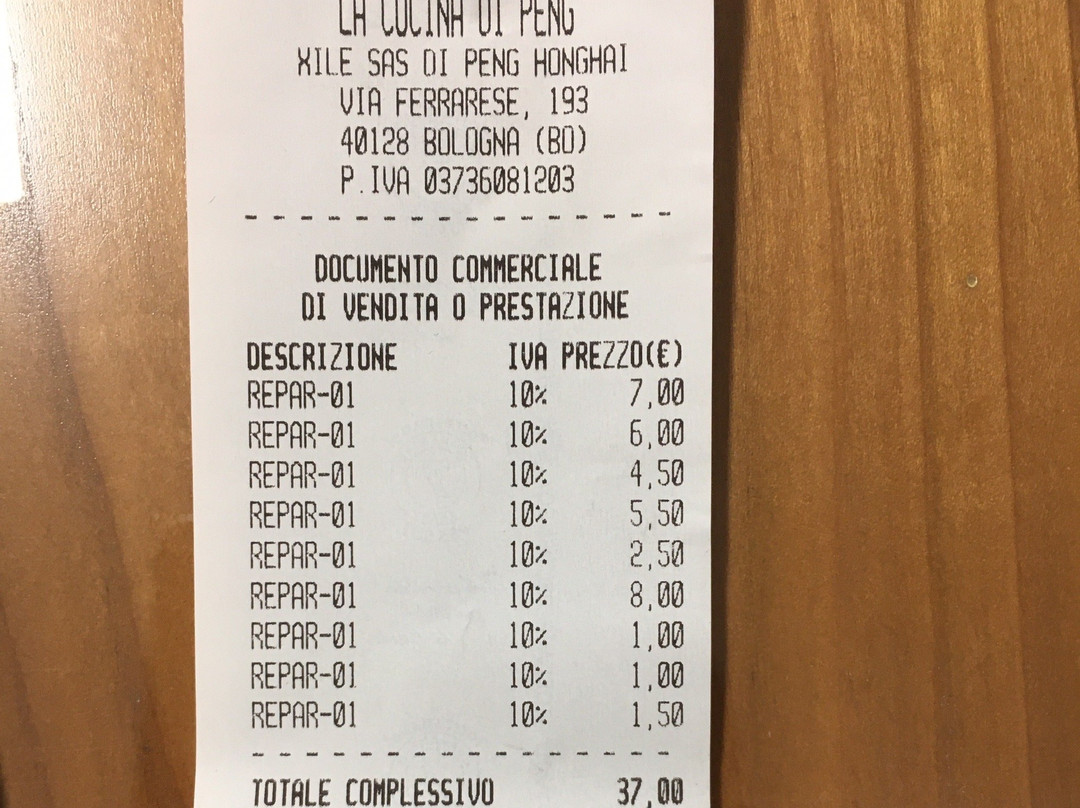 LA CUCINA DI PENG
XILE SAS DI PENG HONGHAI
VIA FERRARESE, 193
40128 BOLOGNA (BO)
P.IVA 03736081203
DOCUMENTO COMMERCIALE
DI VENDITA O PRESTAZIONE
DESCRIZIONE IVA PREZZO(€)
REPAR-01 10% 7,00
REPAR-01 10% 6,00
REPAR-01 10% 4,50
REPAR-01 10% 5,50
REPAR-01 10% 2,50
REPAR-01 10% 8,00
REPAR-01 10% 1,00
REPAR-01 10% 1,00
REPAR-01 10% 1,50
TOTALE COMPLESSIVO 37,00